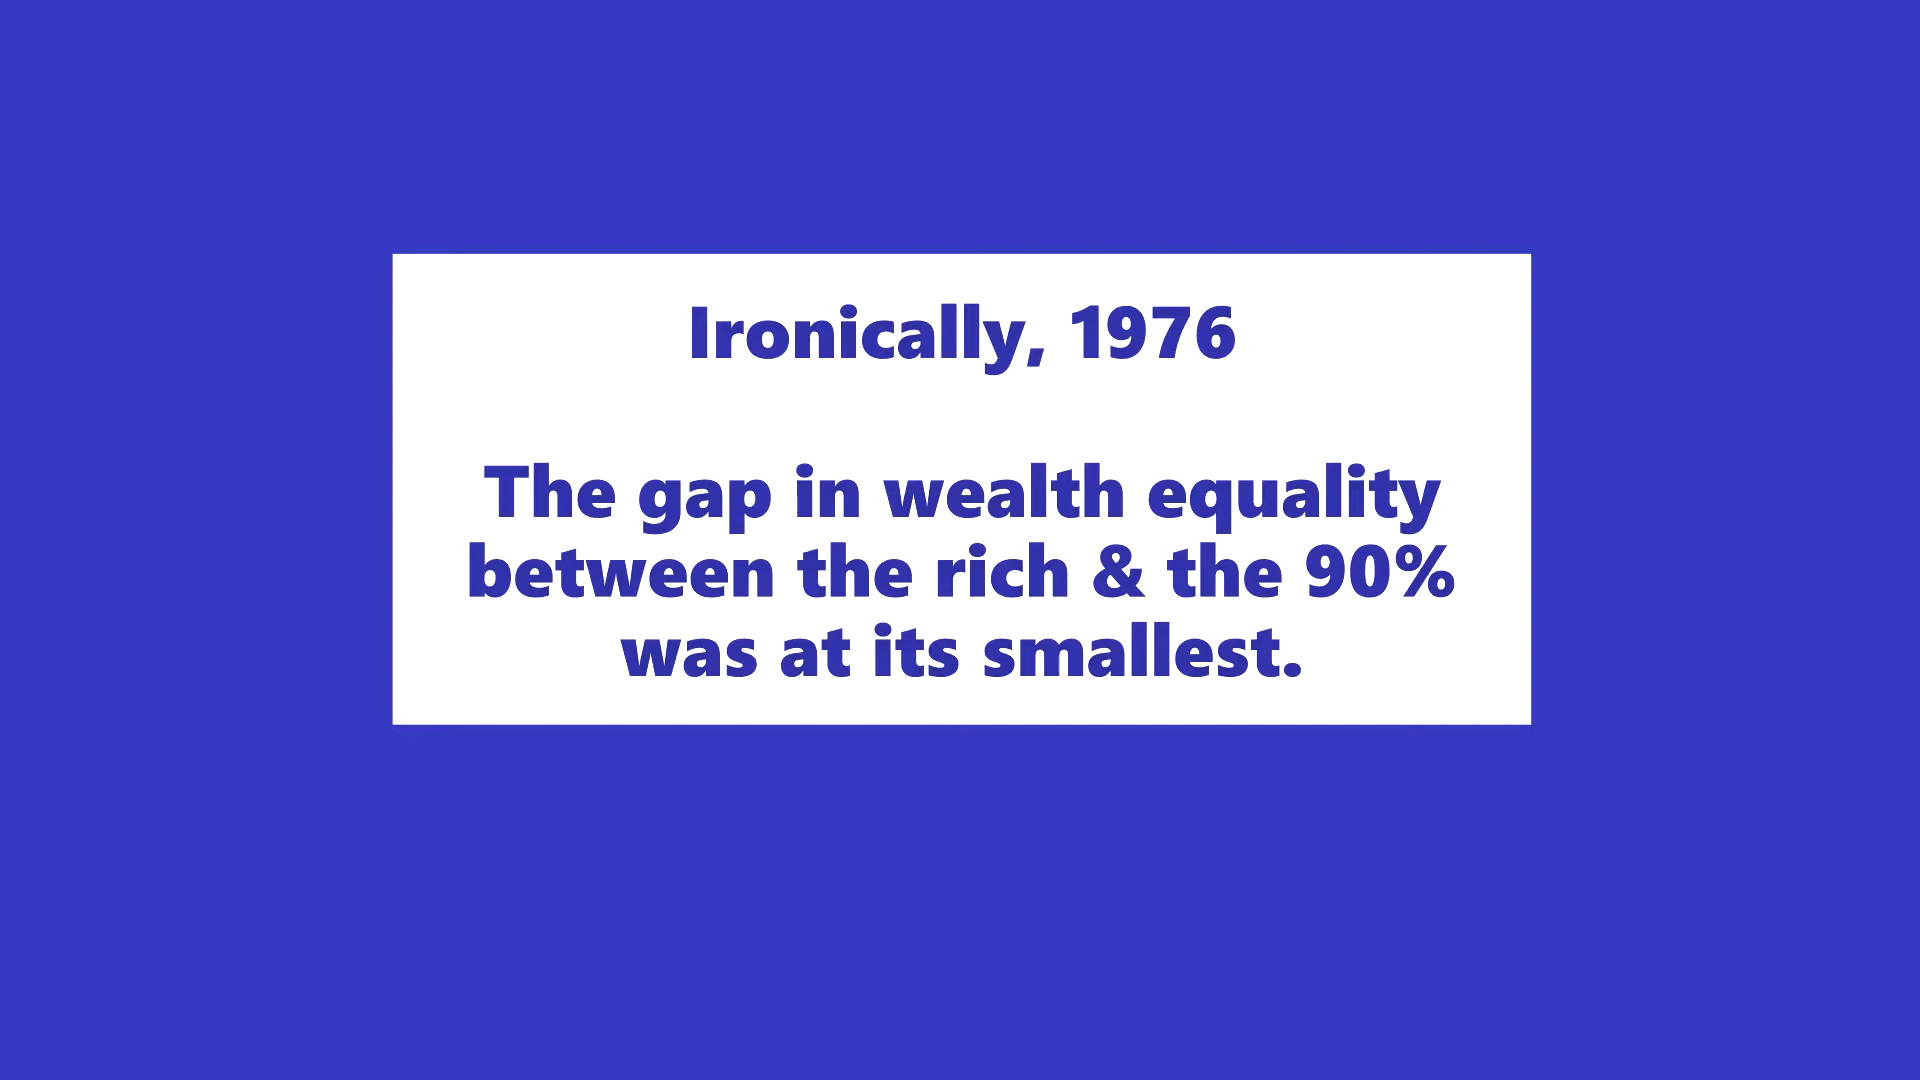 Ironically, 1976
The gap in wealth equality
between the rich & the 90%
was at its smallest.